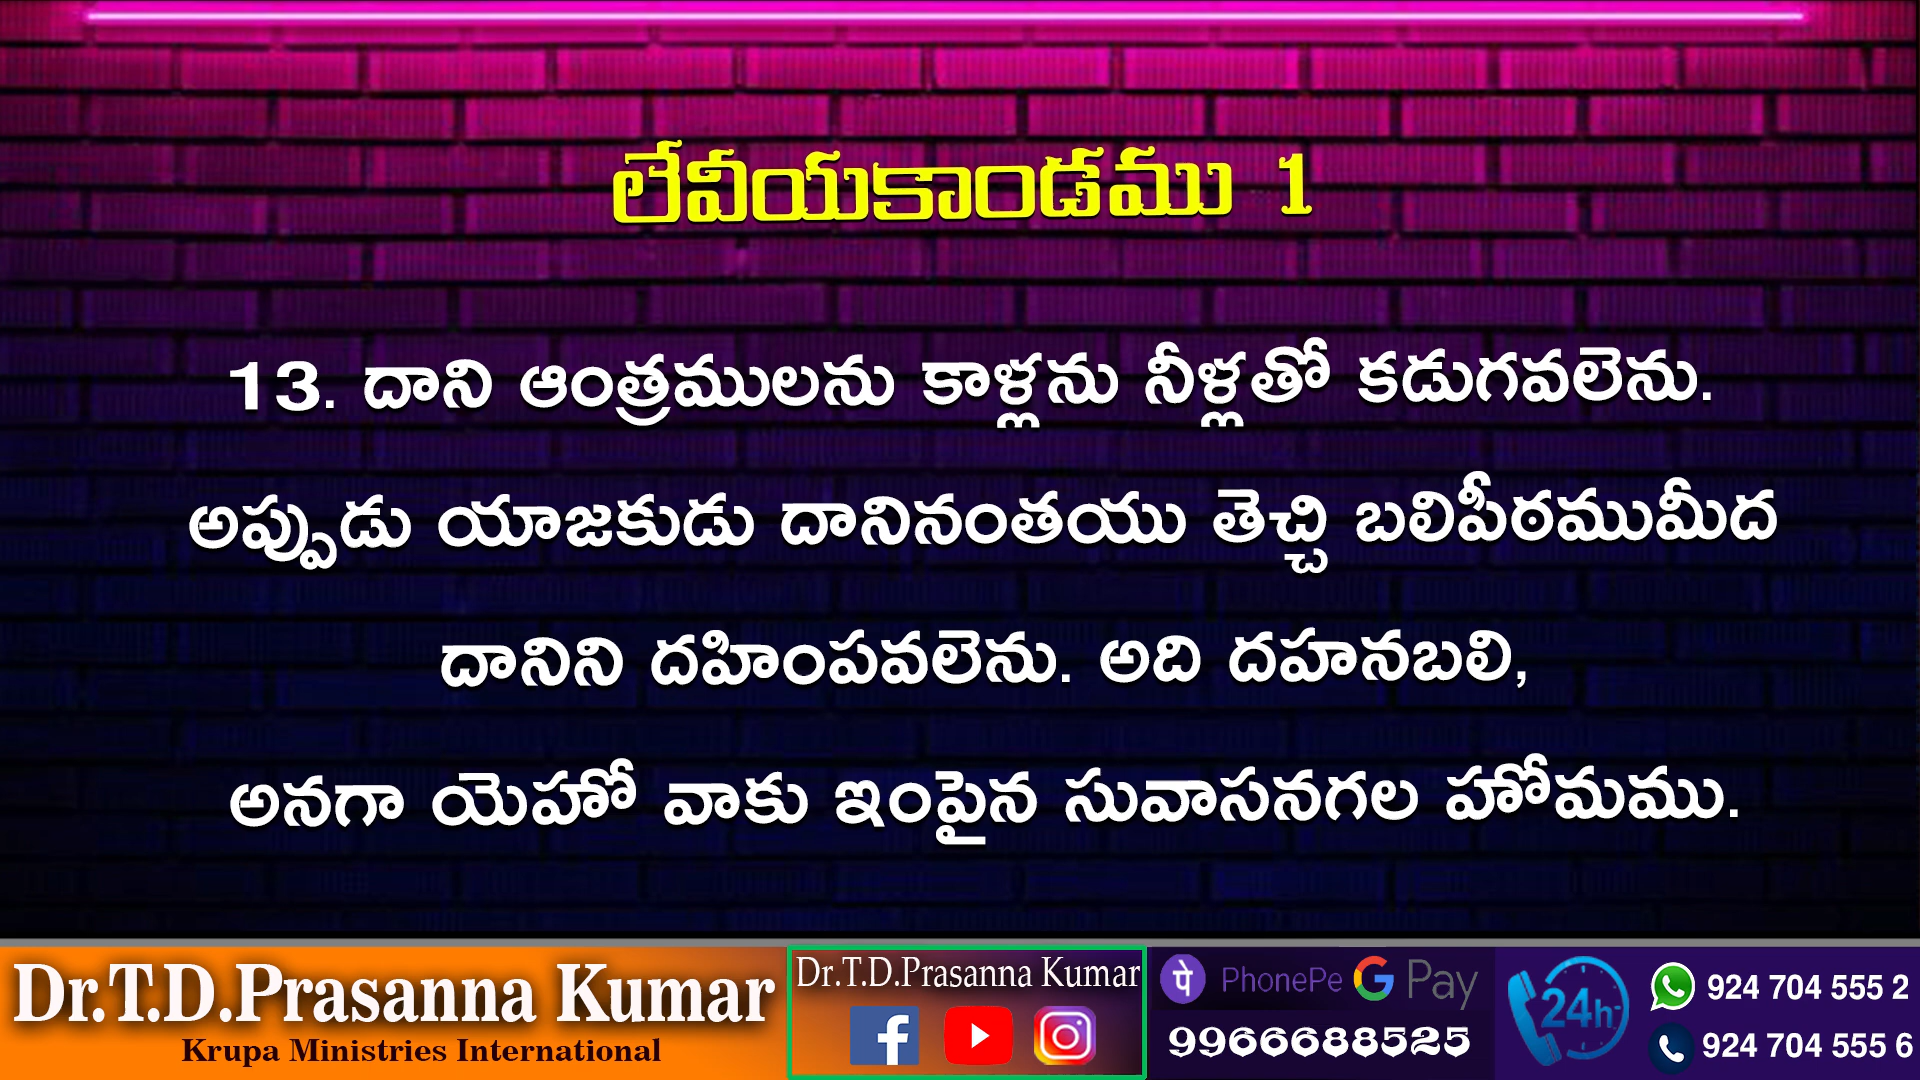 లేవీయకాండము 1
13. దాని ఆంత్రములను కాళ్లను నీళ్లతో కడుగవలెను.
అప్పుడు యాజకుడు దానినంతయు తెచ్చి బలిపీఠముమీద
దానిని దహింపవలెను. అది దహనబలి,
అనగా యెహో వాకు ఇంపైన సువాసనగల హోమము.
Dr.T.D.Prasanna Kumar
Krupa Ministries International
Dr.T.D.Prasanna Kumar
पे PhonePe G Pay
9966688525
24h
924 704 555 2
924 704 555 6